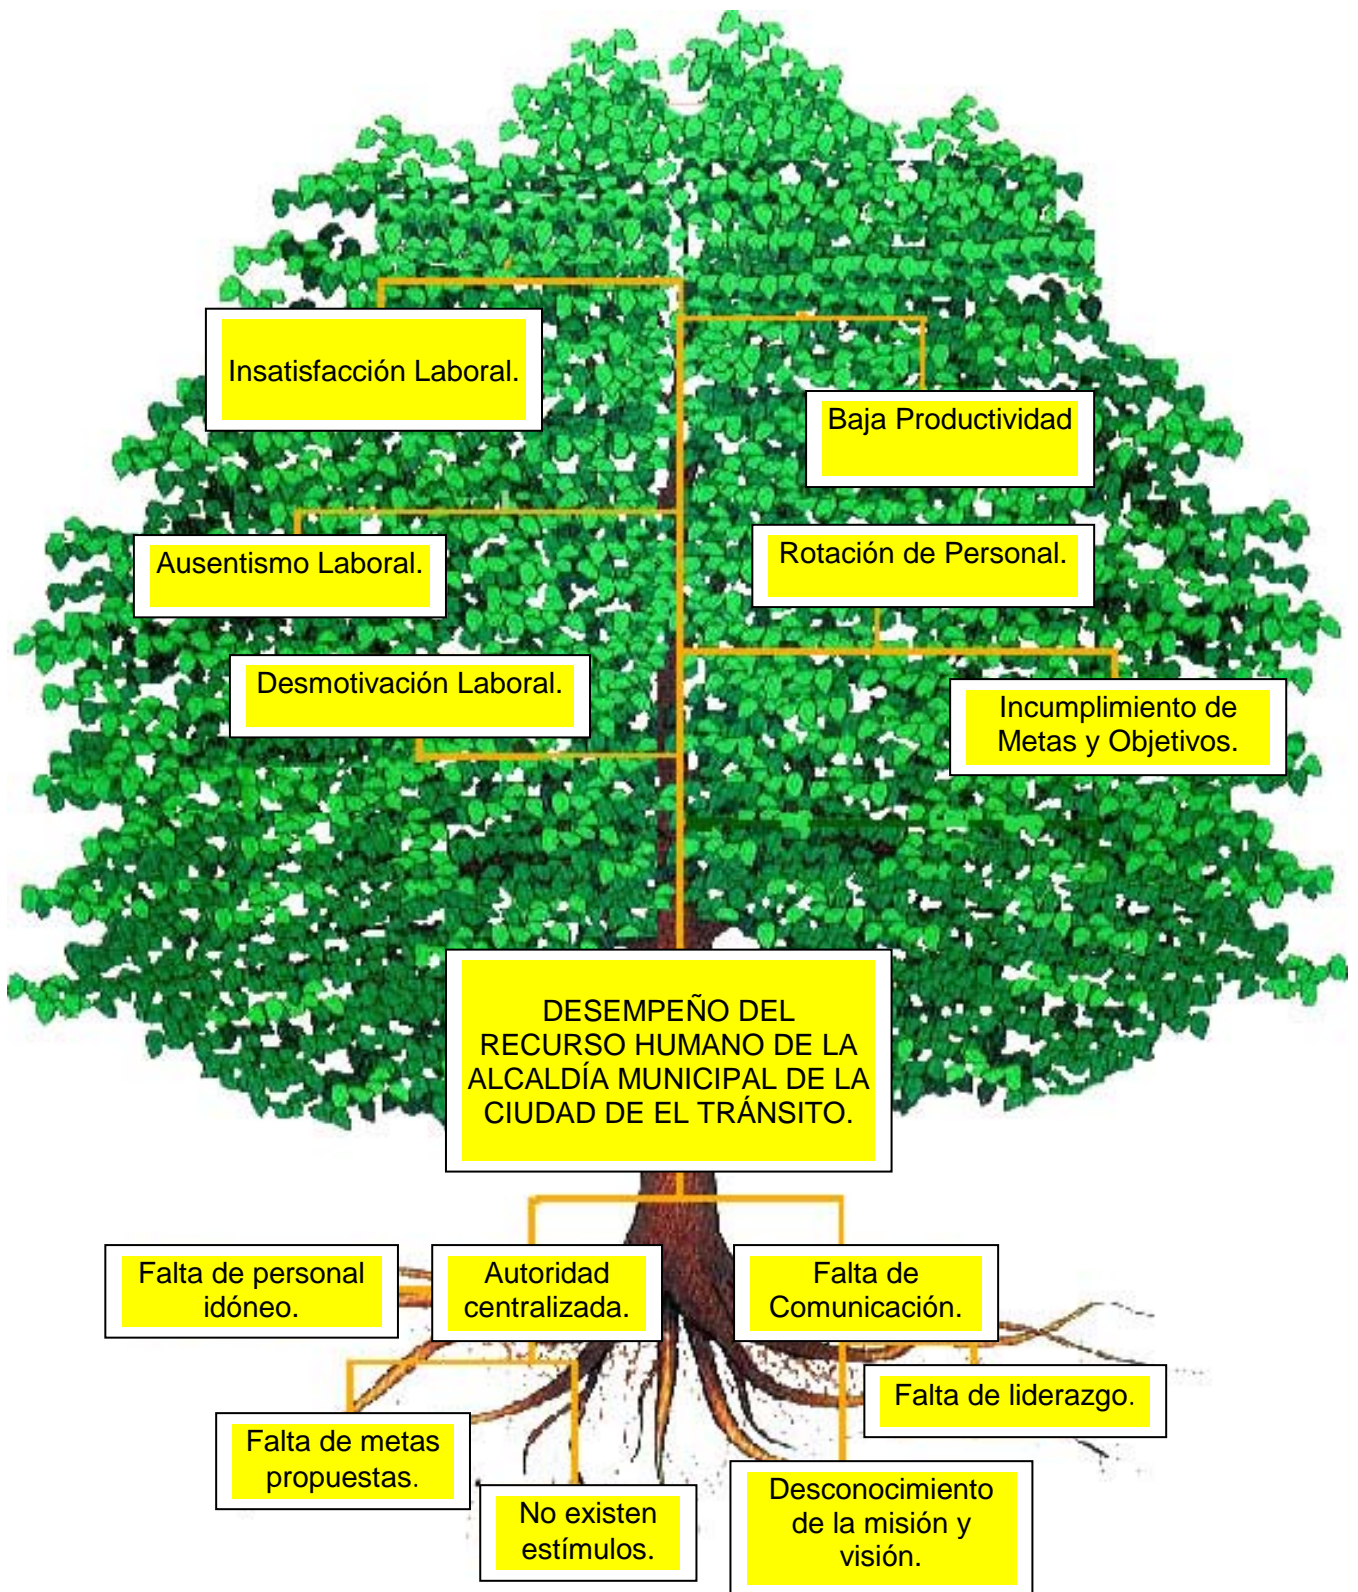 Insatisfacción Laboral.
Baja Productividad
Ausentismo Laboral.
Rotación de Personal.
Desmotivación Laboral.
Incumplimiento de
Metas y Objetivos.
DESEMPEÑO DEL
RECURSO HUMANO DE LA
ALCALDÍA MUNICIPAL DE LA
CIUDAD DE EL TRÁNSITO.
Falta de personal
idóneo.
Autoridad
centralizada.
Falta de
Comunicación.
Falta de liderazgo.
Falta de metas
propuestas.
No existen
estímulos.
Desconocimiento
de la misión y
visión.